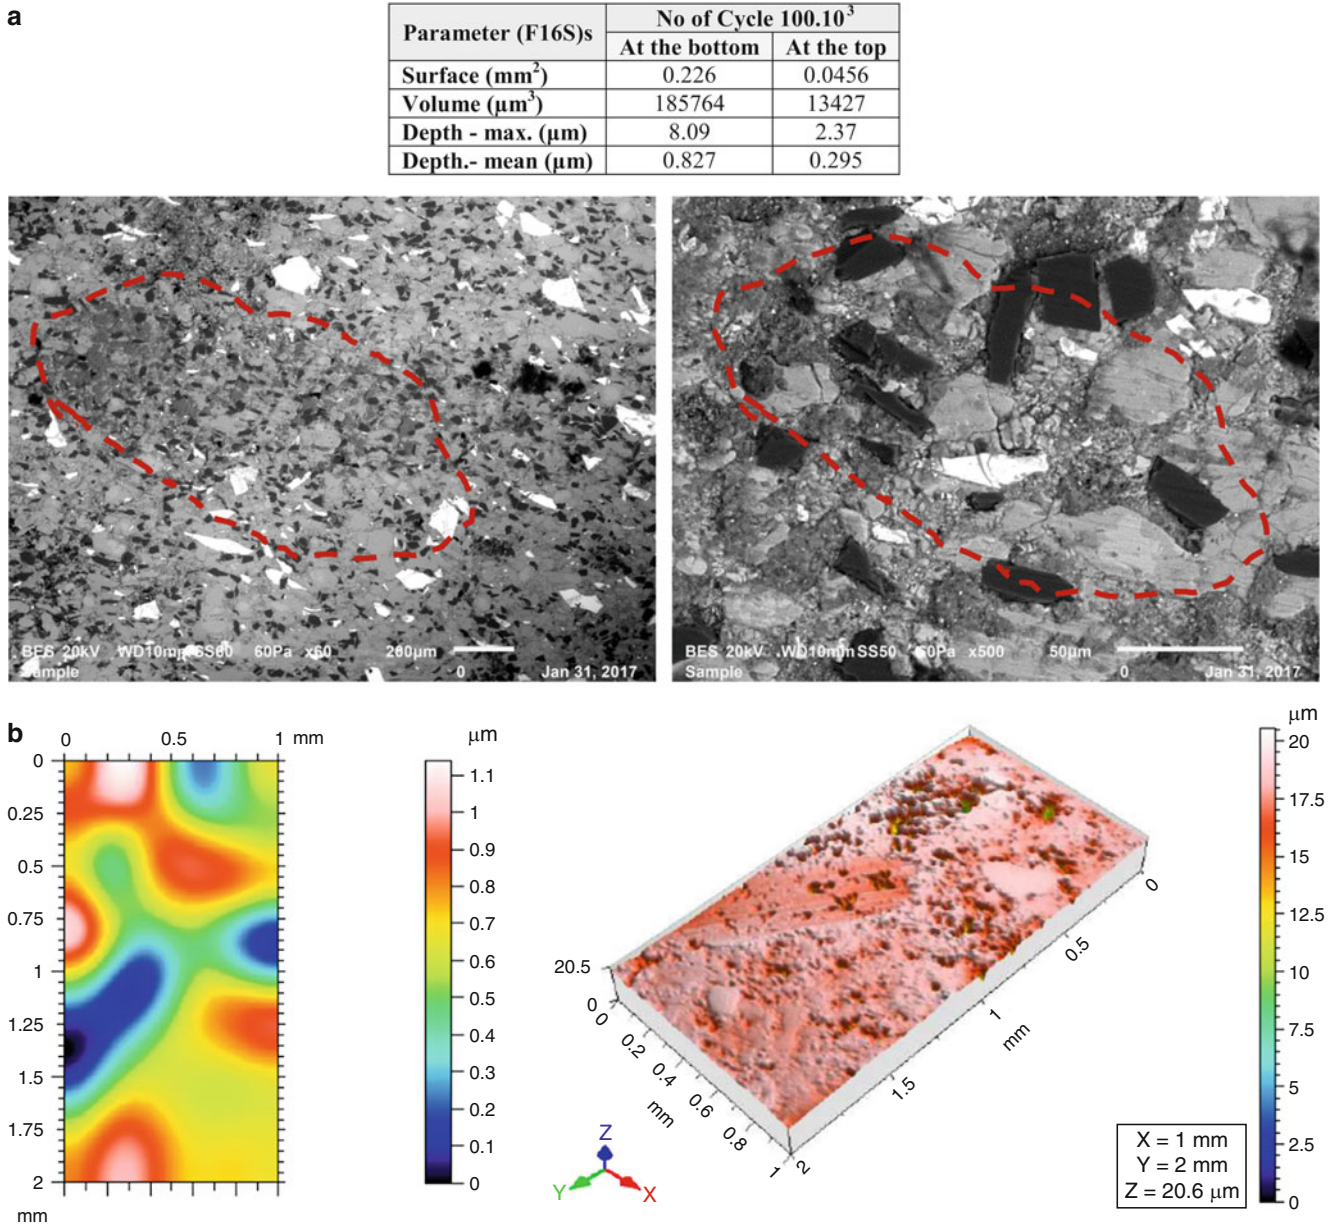 a
Parameter (F16S)s No of Cycle 100.10³
At the bottom At the top
Surface (mm²) 0.226 0.0456
Volume (µm³) 185764 13427
Depth - max. (µm) 8.09 2.37
Depth.- mean (µm) 0.827 0.295
BES 20kV WD10mm SS60 60Pa x60 200µm
Sample 0 Jan 31, 2017
BES 20kV WD10mm SS50 60Pa x500 50µm
Sample 0 Jan 31, 2017
b
0 0.5 1 mm
0
0.25
0.5
0.75
1
1.25
1.5
1.75
2
mm
µm
1.1
1
0.9
0.8
0.7
0.6
0.5
0.4
0.3
0.2
0.1
0
20.5
0
0
0.2
0.4
0.6
0.8
1
mm
0
0.5
1
1.5
2
mm
Z
Y
X
µm
20
17.5
15
12.5
10
7.5
5
2.5
0
X = 1 mm
Y = 2 mm
Z = 20.6 µm